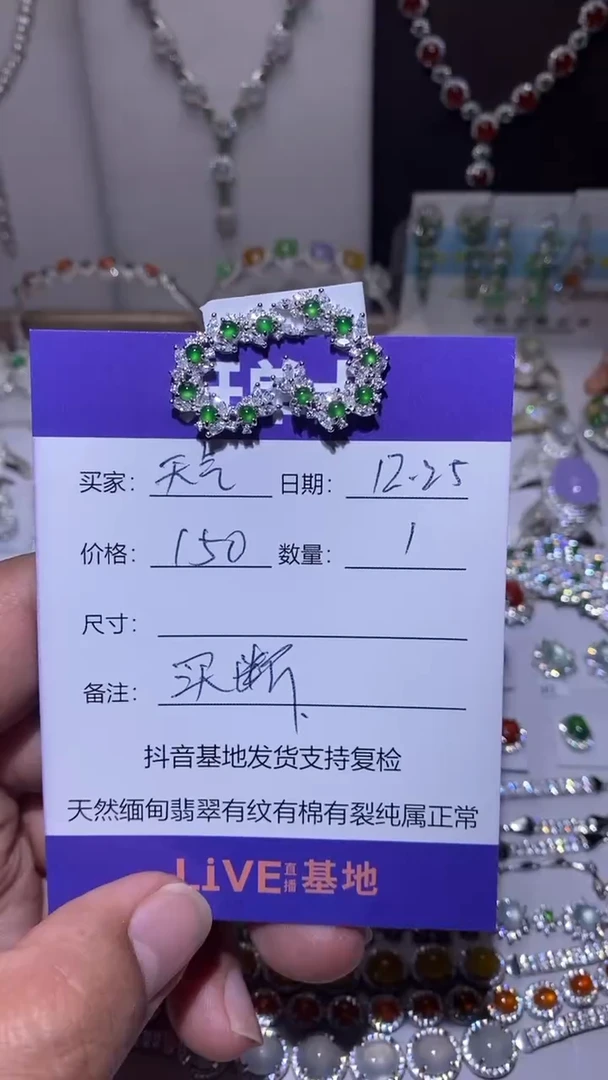 买家: 天气 日期: 12.25
价格: 150 数量: 1
尺寸:
备注: 买断
抖音基地发货支持复检
天然缅甸翡翠有纹有棉有裂纯属正常
LiVE直播基地